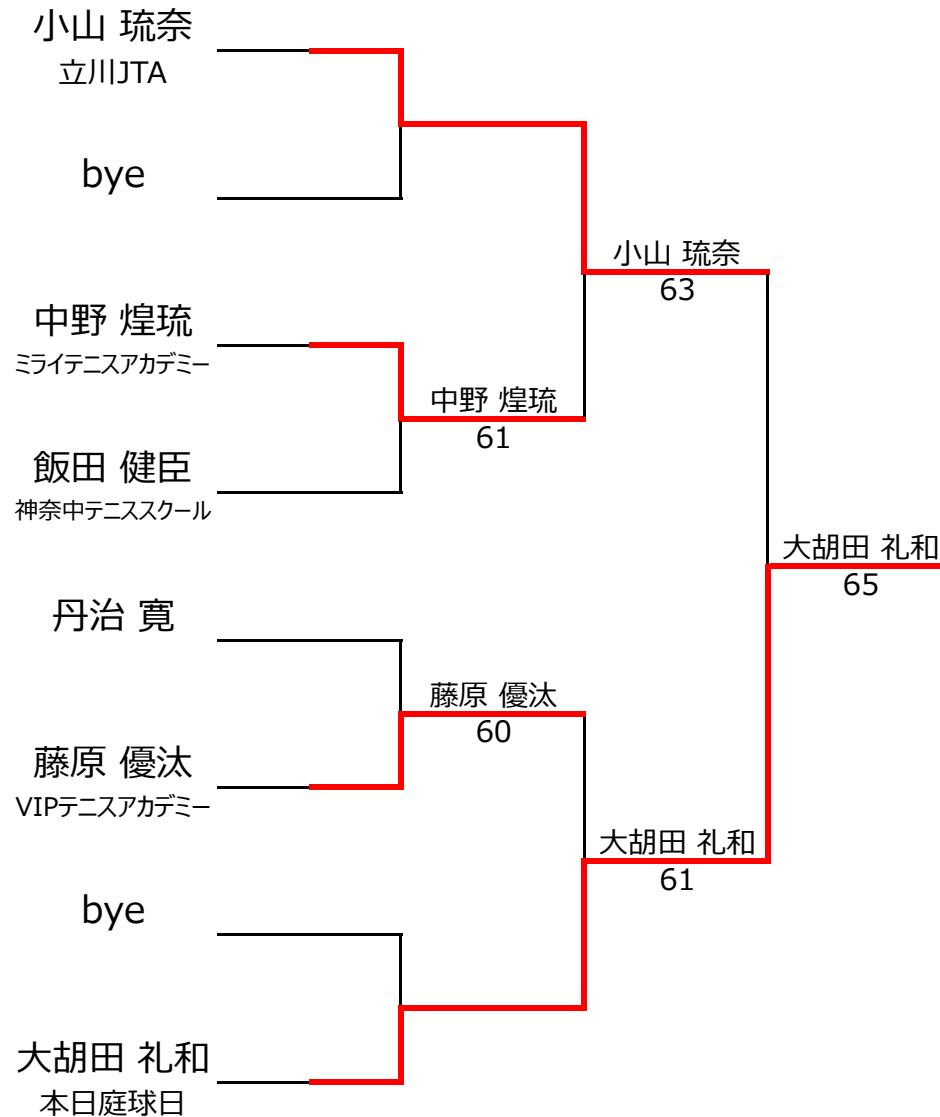 小山 琉奈
立川JTA
bye
小山 琉奈
63
中野 煌琉
ミライテニスアカデミー
中野 煌琉
61
飯田 健臣
神奈中テニススクール
大胡田 礼和
65
丹治 寛
藤原 優汰
60
藤原 優汰
VIPテニスアカデミー
大胡田 礼和
61
bye
大胡田 礼和
本日庭球日